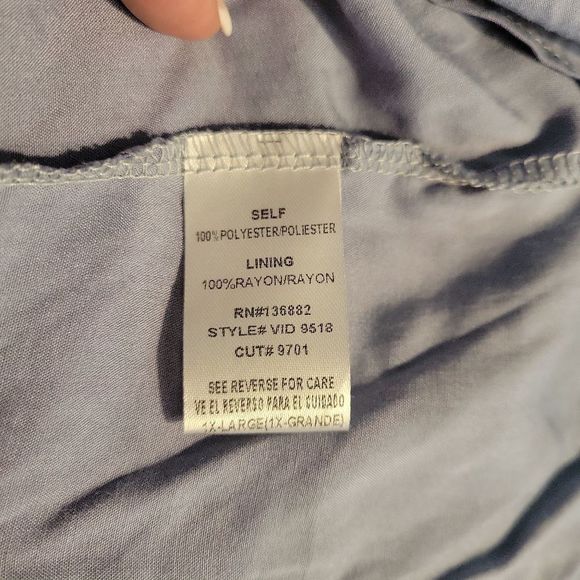 SELF
100%POLYESTER/POLIESTER
LINING
100%RAYON/RAYON
RN#136882
STYLE# VID 9518
CUT# 9701
SEE REVERSE FOR CARE
VE EL REVERSO PARA EL CUIDADO
1X-LARGE(1X-GRANDE)